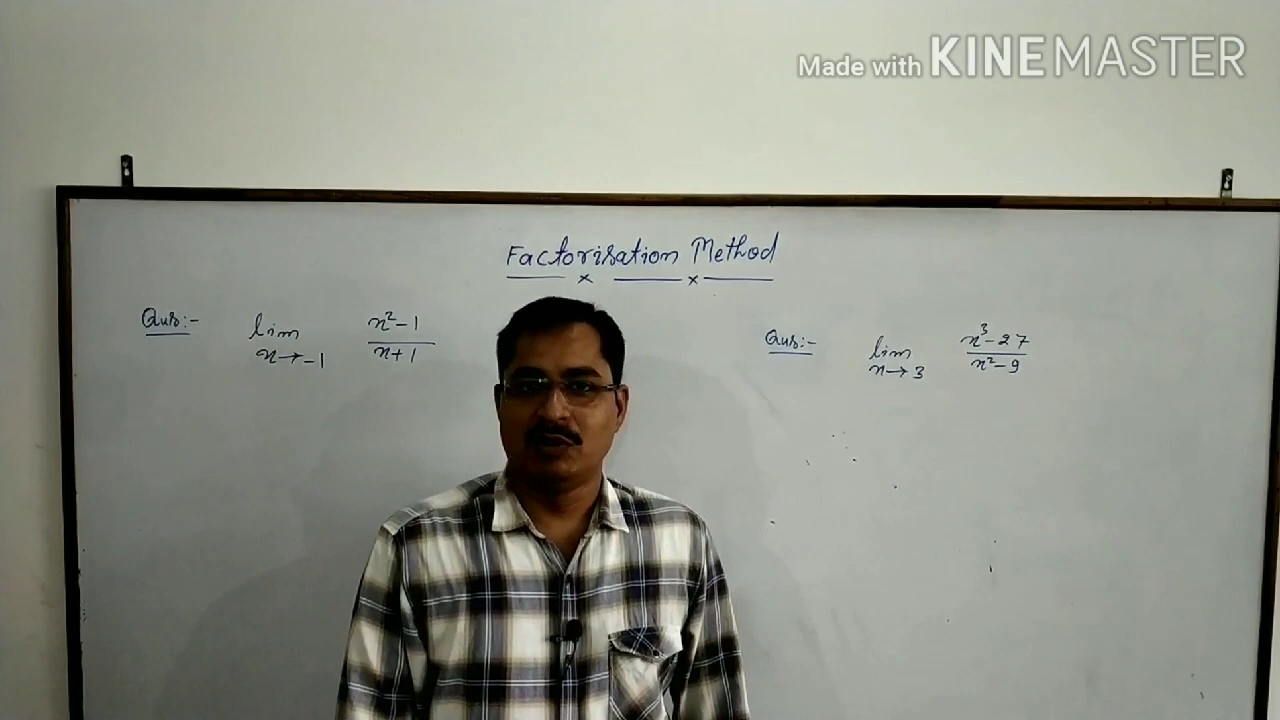 Made with KINEMASTER
Factorisation Method
Qus:- lim x→-1 x²-1 / x+1
Qus:- lim x→3 x³-27 / x²-9